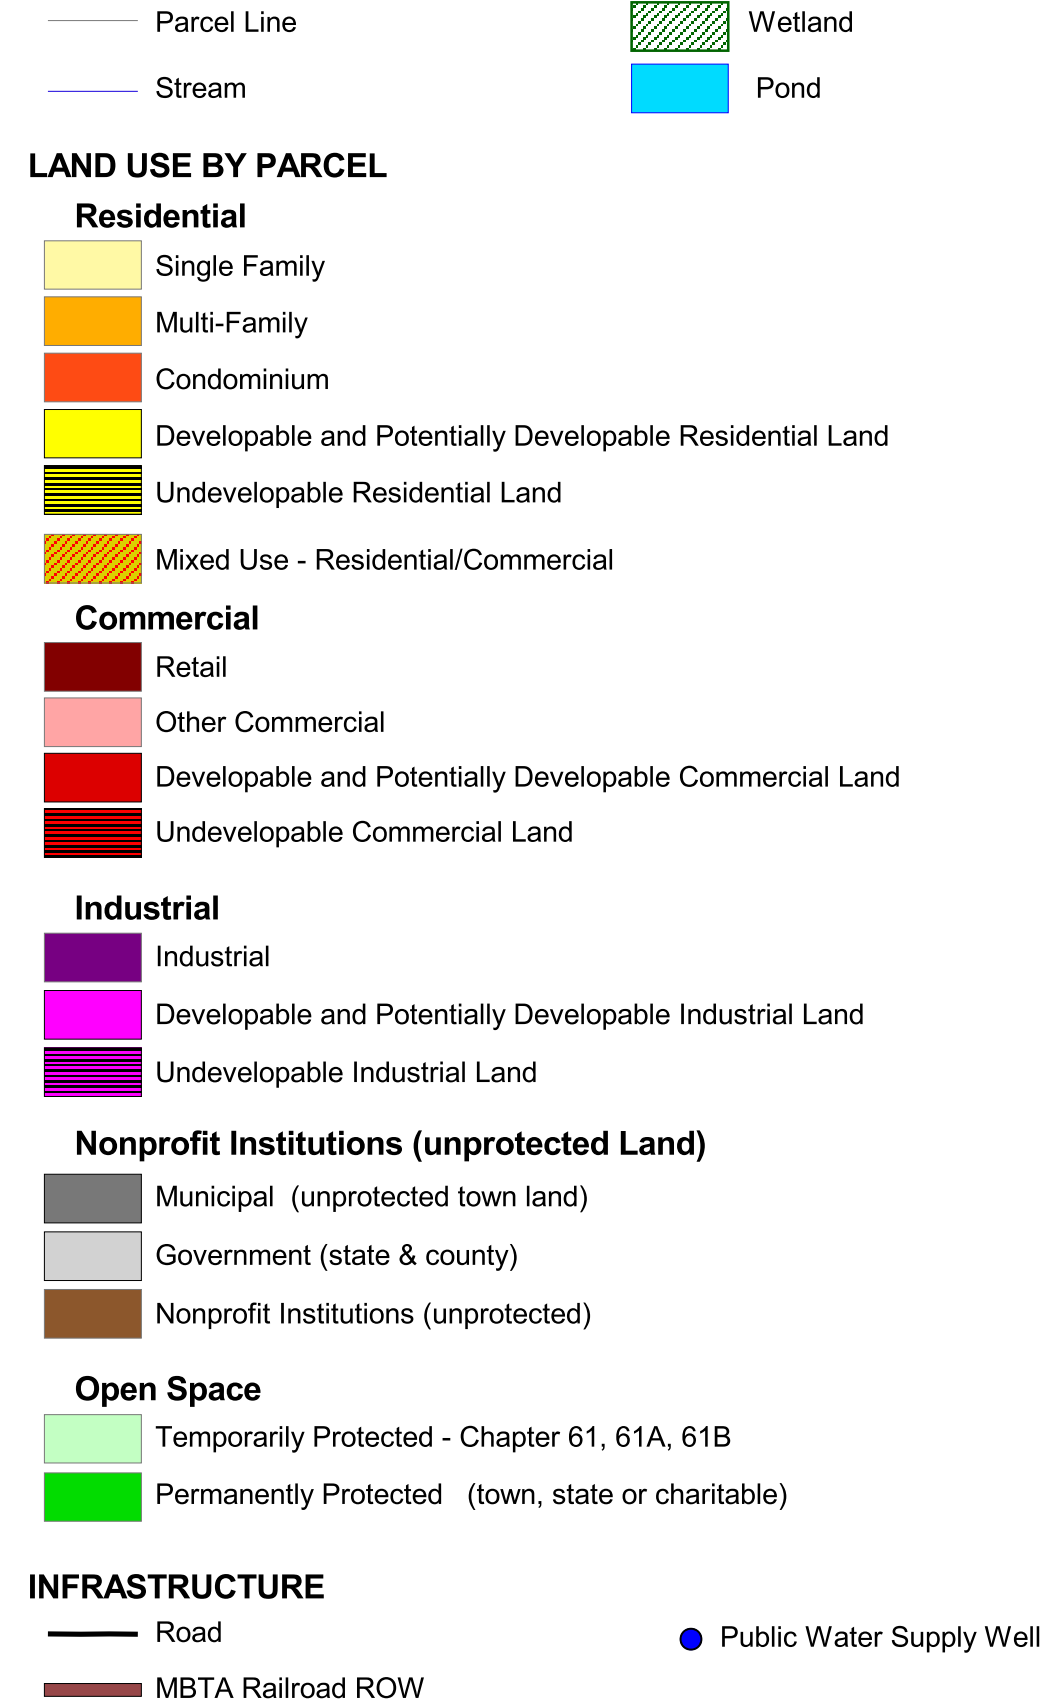 Parcel Line
Wetland
Stream
Pond
LAND USE BY PARCEL
Residential
Single Family
Multi-Family
Condominium
Developable and Potentially Developable Residential Land
Undevelopable Residential Land
Mixed Use - Residential/Commercial
Commercial
Retail
Other Commercial
Developable and Potentially Developable Commercial Land
Undevelopable Commercial Land
Industrial
Industrial
Developable and Potentially Developable Industrial Land
Undevelopable Industrial Land
Nonprofit Institutions (unprotected Land)
Municipal  (unprotected town land)
Government (state & county)
Nonprofit Institutions (unprotected)
Open Space
Temporarily Protected - Chapter 61, 61A, 61B
Permanently Protected   (town, state or charitable)
INFRASTRUCTURE
Road
Public Water Supply Well
MBTA Railroad ROW